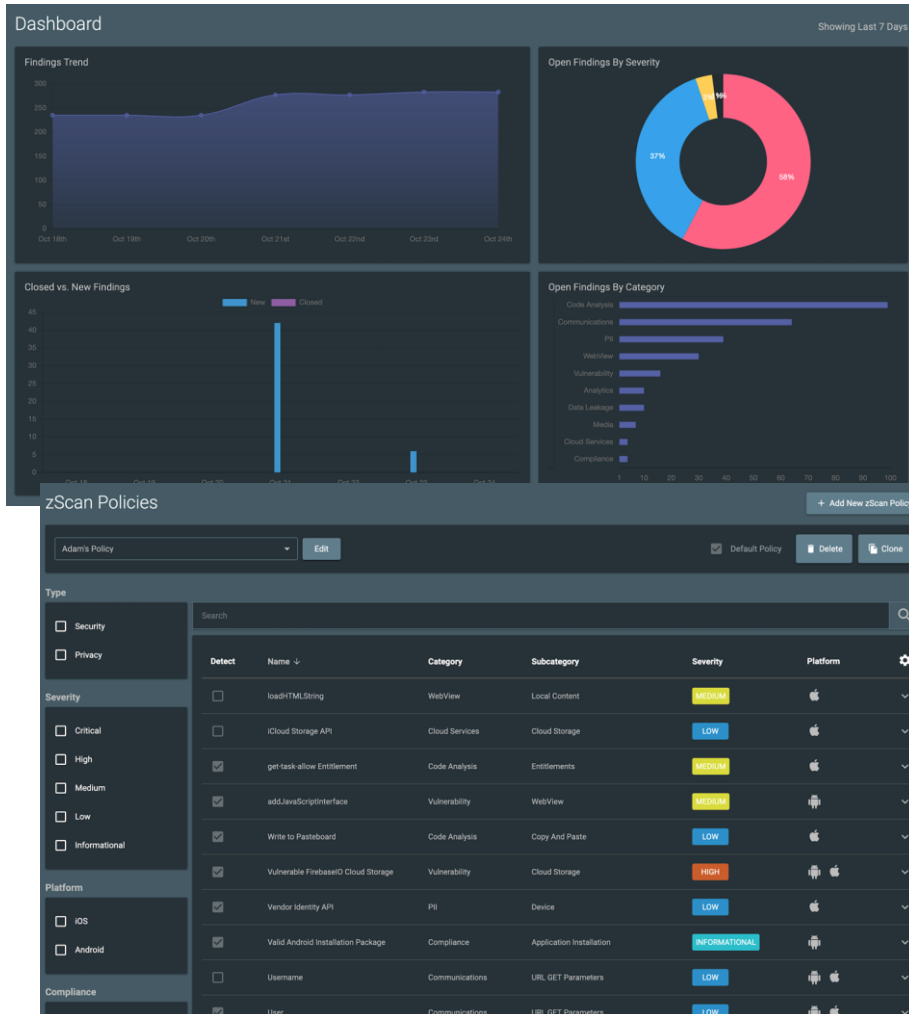 Dashboard
Showing Last 7 Days
Findings Trend
300
250
200
150
100
50
0
Oct 18th Oct 19th Oct 20th Oct 21st Oct 22nd Oct 23rd Oct 24th
Open Findings By Severity
37%
58%
Closed vs. New Findings
New Closed
45
40
35
30
25
20
15
10
5
0
Open Findings By Category
Code Analysis
Communications
PII
WebView
Vulnerability
Analytics
Data Leakage
Media
Cloud Services
Compliance
1 10 20 30 40 50 60 70 80 90 100
zScan Policies
+ Add New zScan Policy
Adam's Policy Edit Default Policy Delete Clone
Type
Security
Privacy
Severity
Critical
High
Medium
Low
Informational
Platform
iOS
Android
Compliance
Search
Detect Name ↓ Category Subcategory Severity Platform
loadHTMLString WebView Local Content MEDIUM
iCloud Storage API Cloud Services Cloud Storage LOW
get-task-allow Entitlement Code Analysis Entitlements MEDIUM
addJavaScriptInterface Vulnerability WebView MEDIUM
Write to Pasteboard Code Analysis Copy And Paste LOW
Vulnerable FirebaseIO Cloud Storage Vulnerability Cloud Storage HIGH
Vendor Identity API PII Device LOW
Valid Android Installation Package Compliance Application Installation INFORMATIONAL
Username Communications URL GET Parameters LOW
User Communications URL GET Parameters LOW